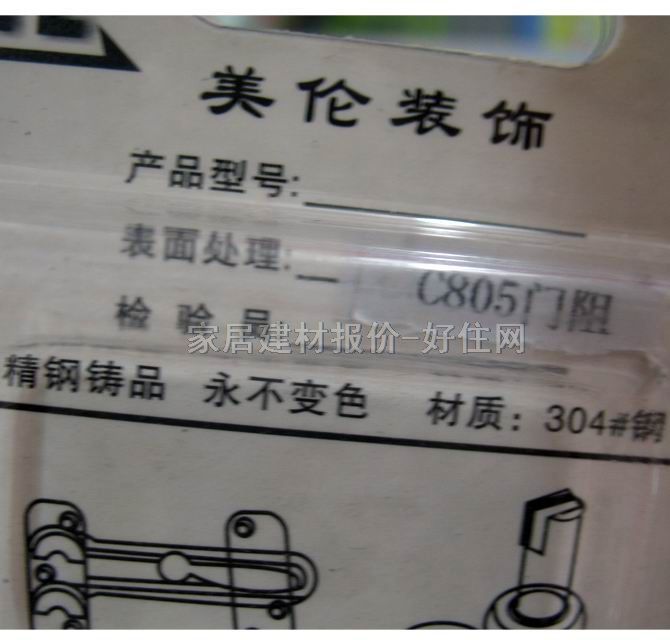 美伦装饰
产品型号:
表面处理:
C805门阻
检验员
家居建材报价-好住网
精钢铸品 永不变色 材质:304#钢